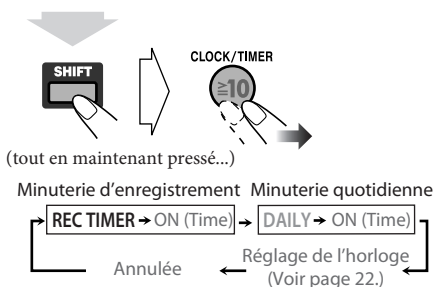 SHIFT
CLOCK/TIMER
≧10
(tout en maintenant pressé...)
Minuterie d'enregistrement Minuterie quotidienne
REC TIMER ON (Time) DAILY ON (Time)
Annulée Réglage de l'horloge
(Voir page 22.)